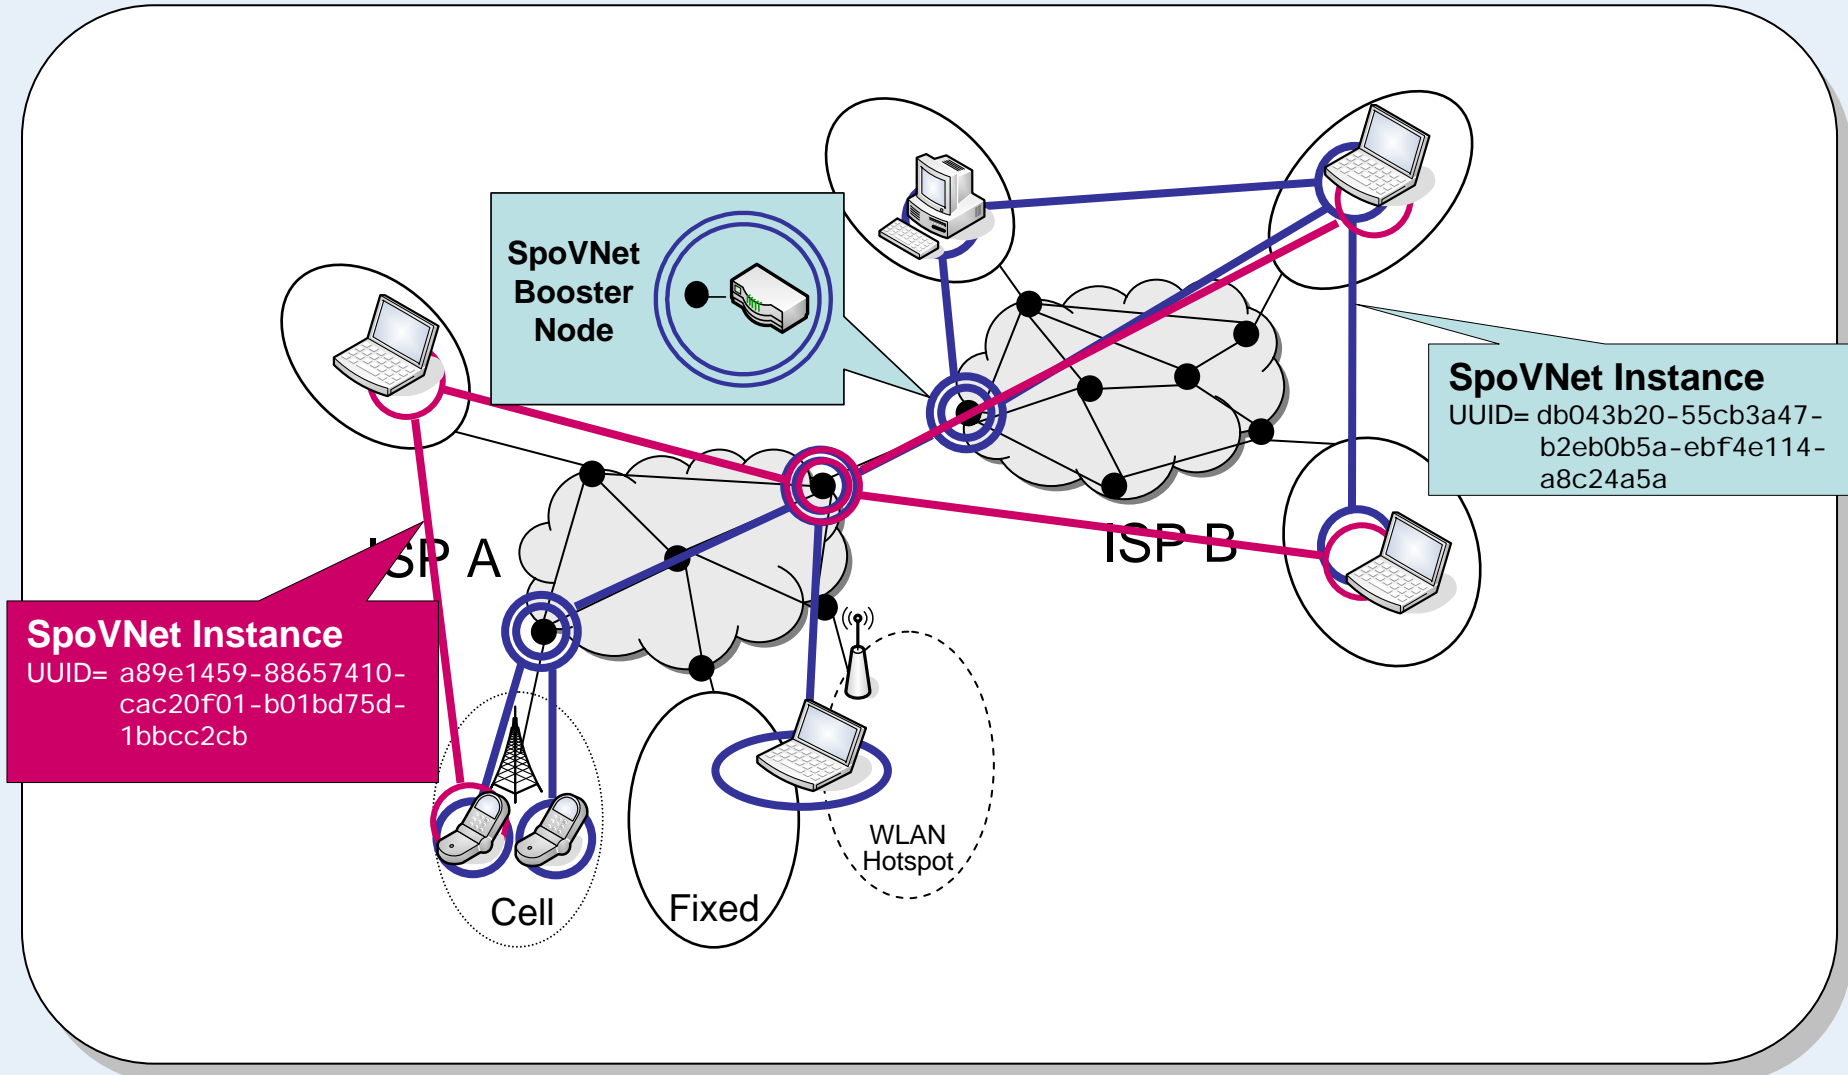 SpoVNet
Booster
Node
SpoVNet Instance
UUID= db043b20-55cb3a47-
b2eb0b5a-ebf4e114-
a8c24a5a
ISP A
ISP B
SpoVNet Instance
UUID= a89e1459-88657410-
cac20f01-b01bd75d-
1bbcc2cb
WLAN
Hotspot
Cell
Fixed